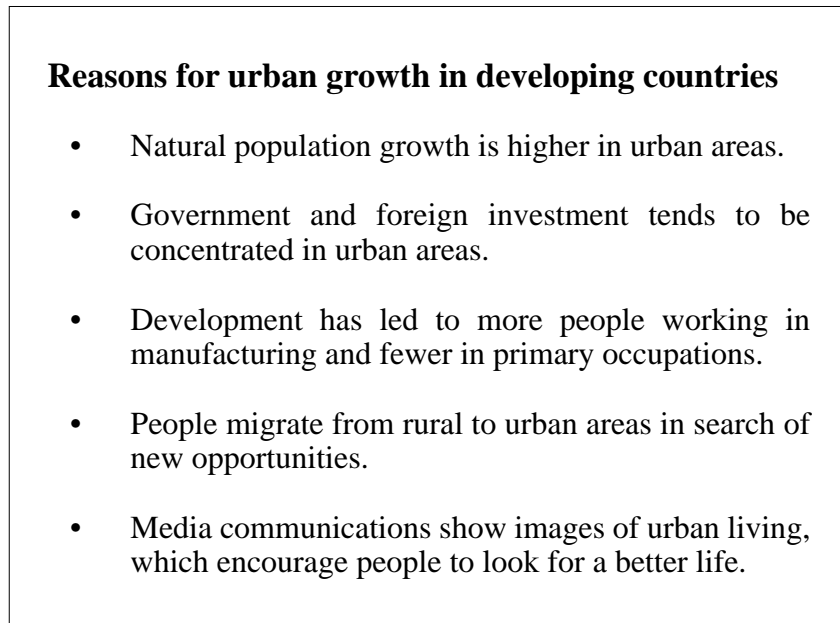 Reasons for urban growth in developing countries
• Natural population growth is higher in urban areas.
• Government and foreign investment tends to be
concentrated in urban areas.
• Development has led to more people working in
manufacturing and fewer in primary occupations.
• People migrate from rural to urban areas in search of
new opportunities.
• Media communications show images of urban living,
which encourage people to look for a better life.